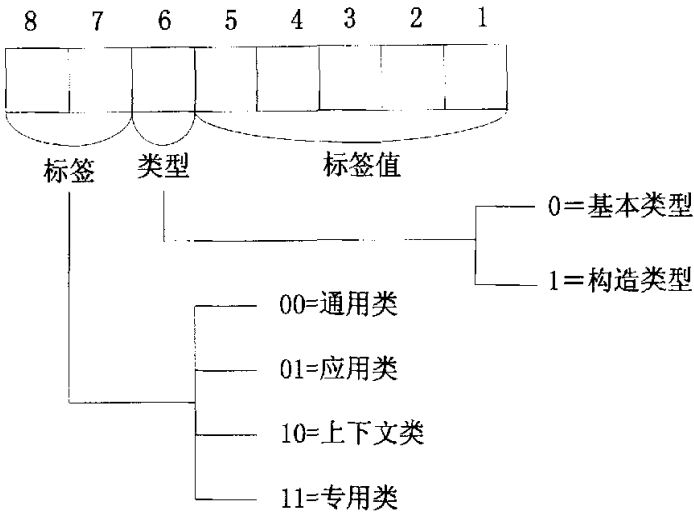 8 7 6 5 4 3 2 1
标签 类型 标签值
0=基本类型
1=构造类型
00=通用类
01=应用类
10=上下文类
11=专用类